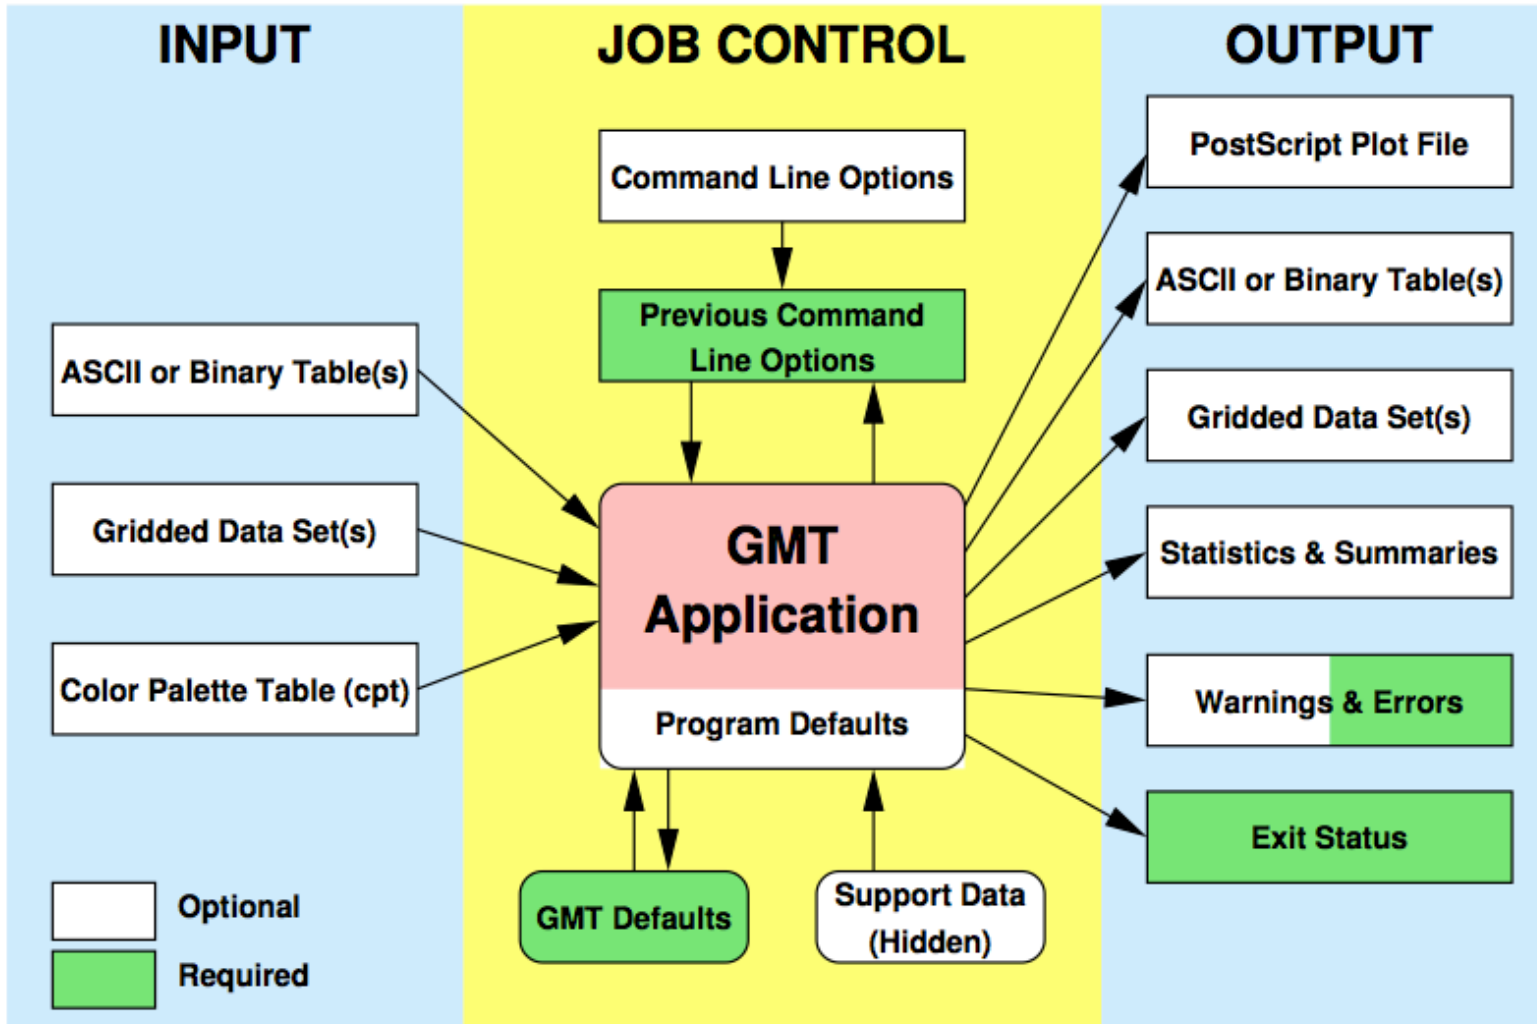 INPUT
JOB CONTROL
OUTPUT
ASCII or Binary Table(s)
Gridded Data Set(s)
Color Palette Table (cpt)
Optional
Required
Command Line Options
Previous Command
Line Options
GMT
Application
Program Defaults
GMT Defaults
Support Data
(Hidden)
PostScript Plot File
ASCII or Binary Table(s)
Gridded Data Set(s)
Statistics & Summaries
Warnings & Errors
Exit Status